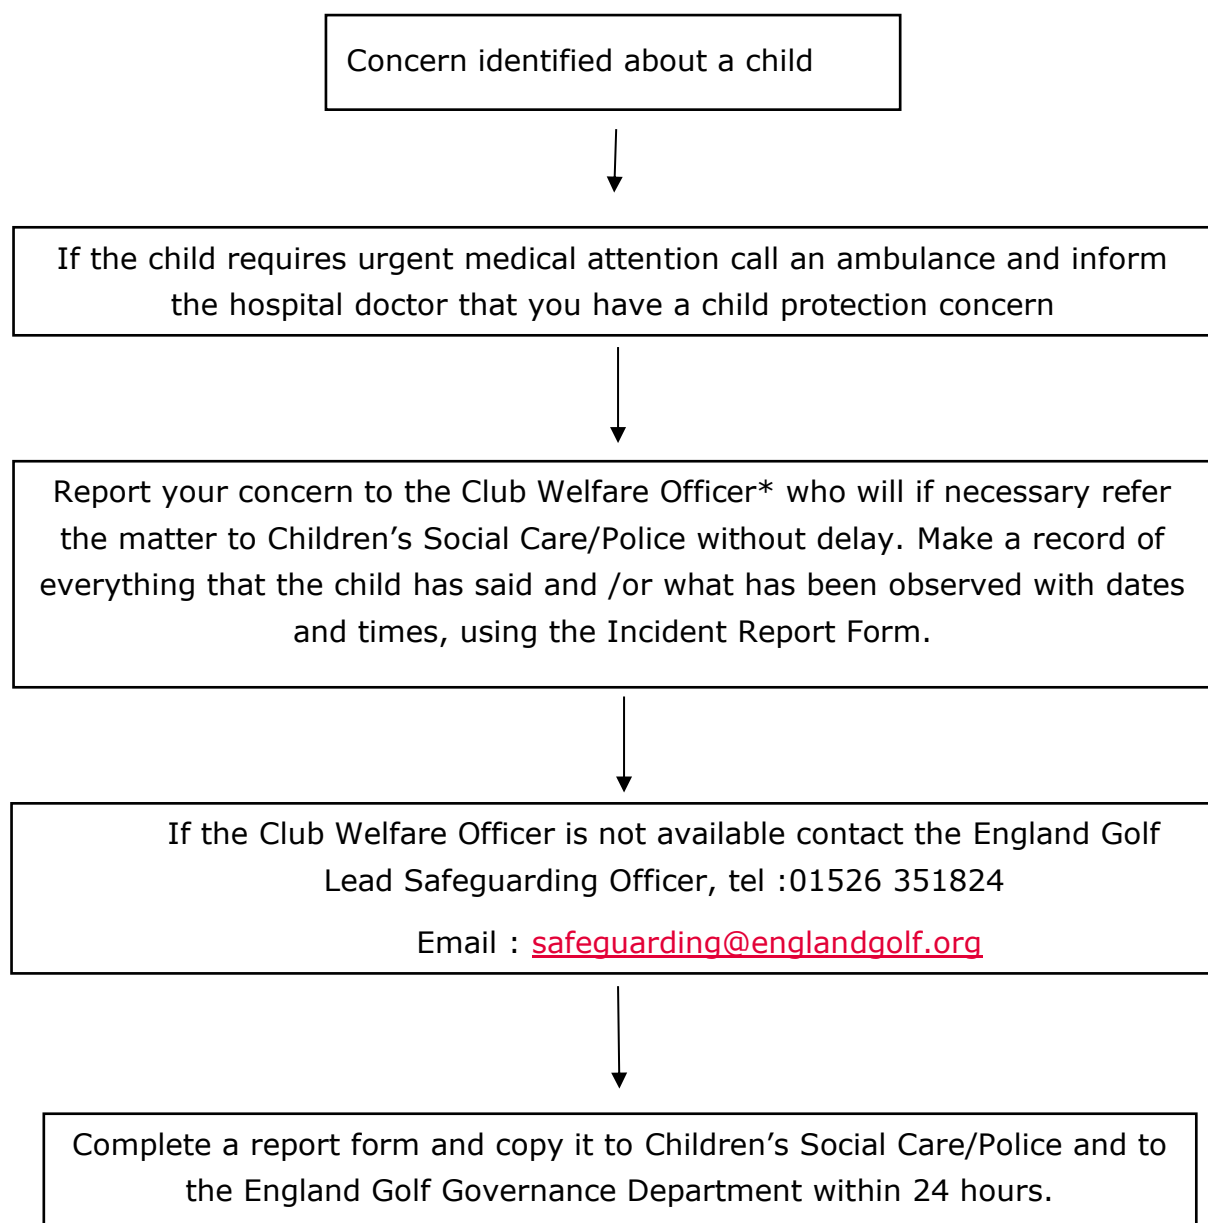 Concern identified about a child
If the child requires urgent medical attention call an ambulance and inform
the hospital doctor that you have a child protection concern
Report your concern to the Club Welfare Officer* who will if necessary refer
the matter to Children’s Social Care/Police without delay. Make a record of
everything that the child has said and /or what has been observed with dates
and times, using the Incident Report Form.
If the Club Welfare Officer is not available contact the England Golf
Lead Safeguarding Officer, tel :01526 351824
Email : safeguarding@englandgolf.org
Complete a report form and copy it to Children’s Social Care/Police and to
the England Golf Governance Department within 24 hours.